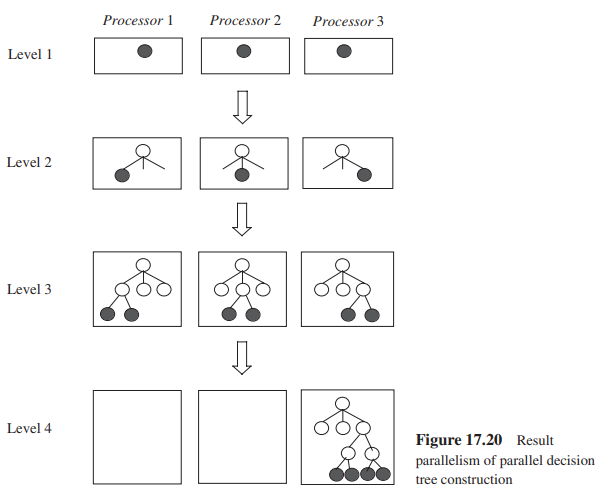 Processor 1 Processor 2 Processor 3
Level 1
Level 2
Level 3
Level 4
Figure 17.20 Result
parallelism of parallel decision
tree construction